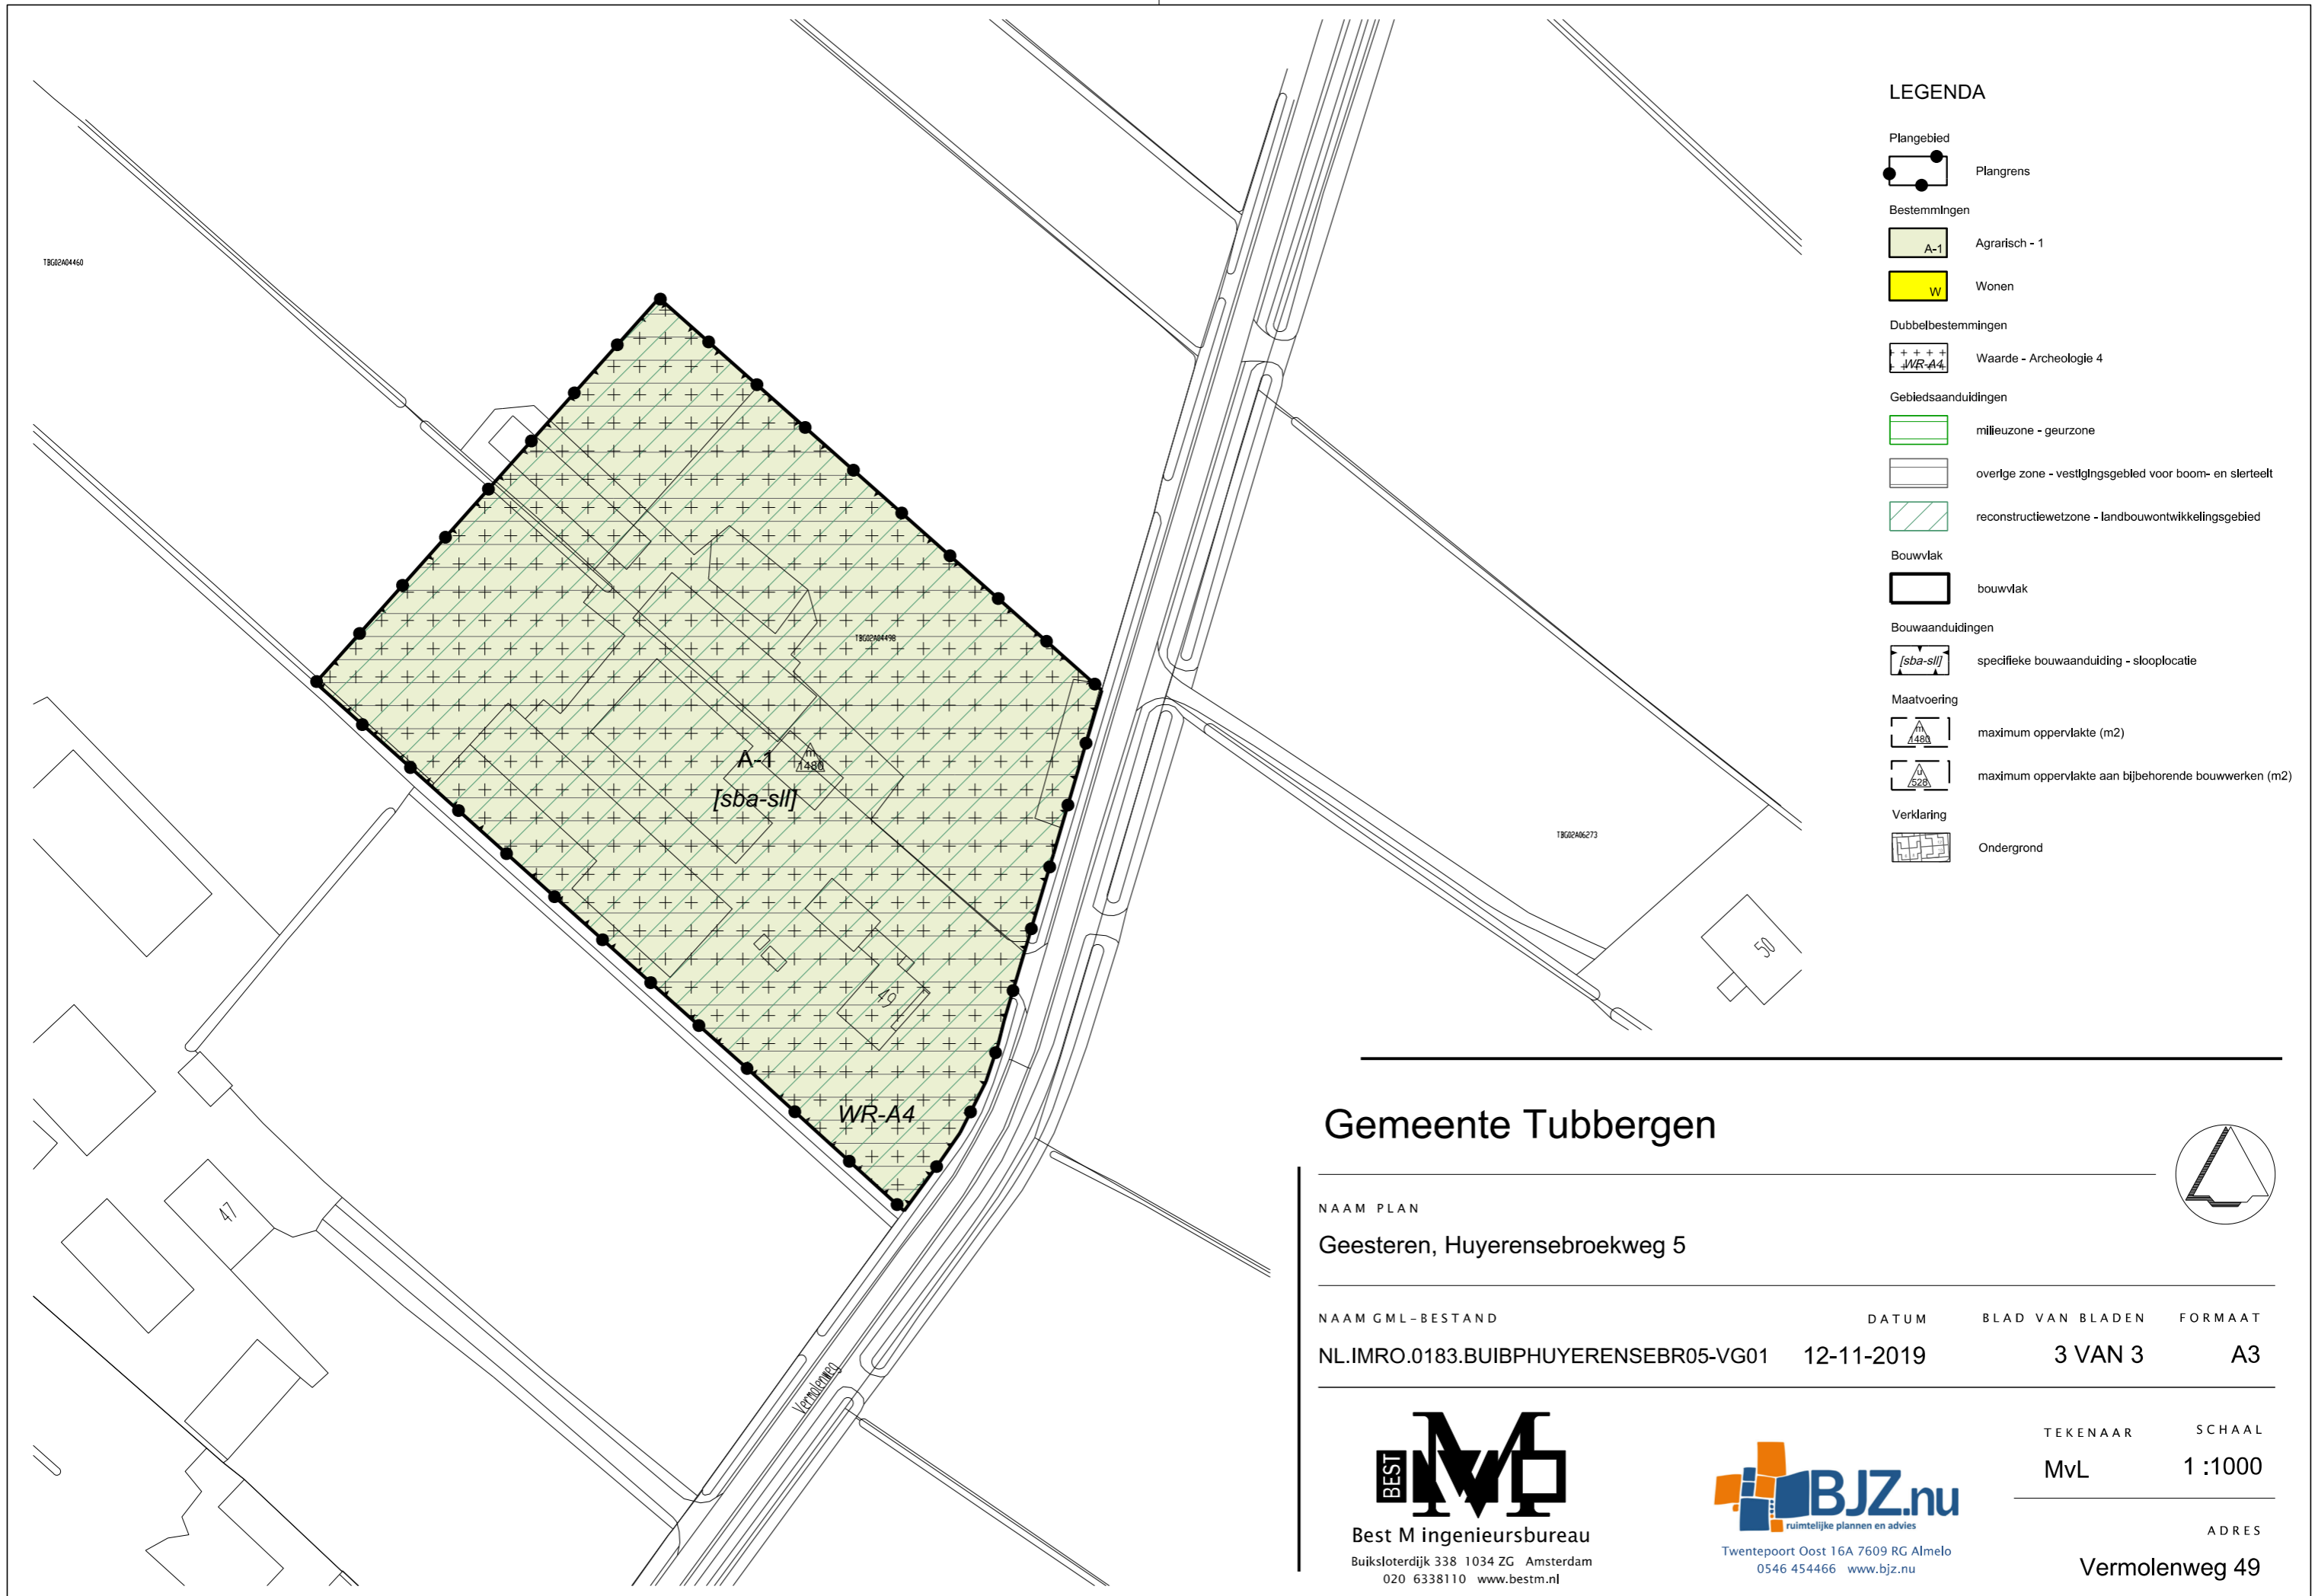 LEGENDA
Plangebied
Plangrens
Bestemmingen
A-1
Agrarisch - 1
W
Wonen
Dubbelbestemmingen
WR-A4
Waarde - Archeologie 4
Gebiedsaanduidingen
milieuzone - geurzone
overige zone - vestigingsgebied voor boom- en sierteelt
reconstructiewetzone - landbouwontwikkelingsgebied
Bouwvlak
bouwvlak
Bouwaanduidingen
[sba-sll]
specifieke bouwaanduiding - slooplocatie
Maatvoering
m
1480
maximum oppervlakte (m2)
u
528
maximum oppervlakte aan bijbehorende bouwwerken (m2)
Verklaring
Ondergrond
TBG02A04460
TBG02A04498
A-1
m
1480
[sba-sll]
TBG02A06273
50
49
WR-A4
47
Vermolenweg
Gemeente Tubbergen
NAAM PLAN
Geesteren, Huyerensebroekweg 5
NAAM GML-BESTAND
DATUM
BLAD VAN BLADEN
FORMAAT
NL.IMRO.0183.BUIBPHUYERENSEBR05-VG01
12-11-2019
3 VAN 3
A3
BEST
M
Best M ingenieursbureau
Buiksloterdijk 338 1034 ZG Amsterdam
020 6338110 www.bestm.nl
BJZ.nu
ruimtelijke plannen en advies
Twentepoort Oost 16A 7609 RG Almelo
0546 454466 www.bjz.nu
TEKENAAR
SCHAAL
MvL
1 :1000
ADRES
Vermolenweg 49